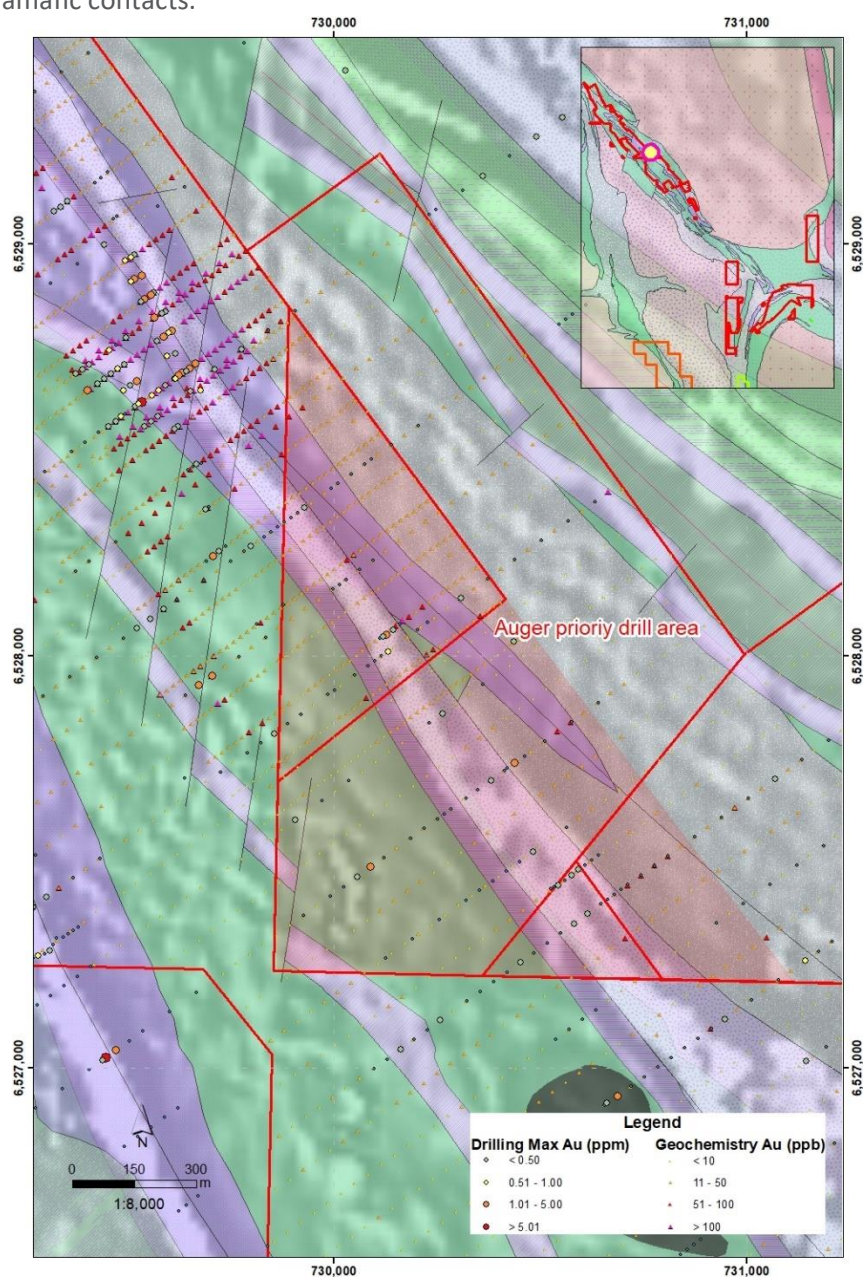 amafic contacts.
730,000
731,000
6,529,000
6,529,000
Auger prioriy drill area
6,528,000
6,528,000
6,527,000
6,527,000
N
0 150 300
m
1:8,000
Legend
Drilling Max Au (ppm)
< 0.50
0.51 - 1.00
1.01 - 5.00
> 5.01
Geochemistry Au (ppb)
< 10
11 - 50
51 - 100
> 100
730,000
731,000